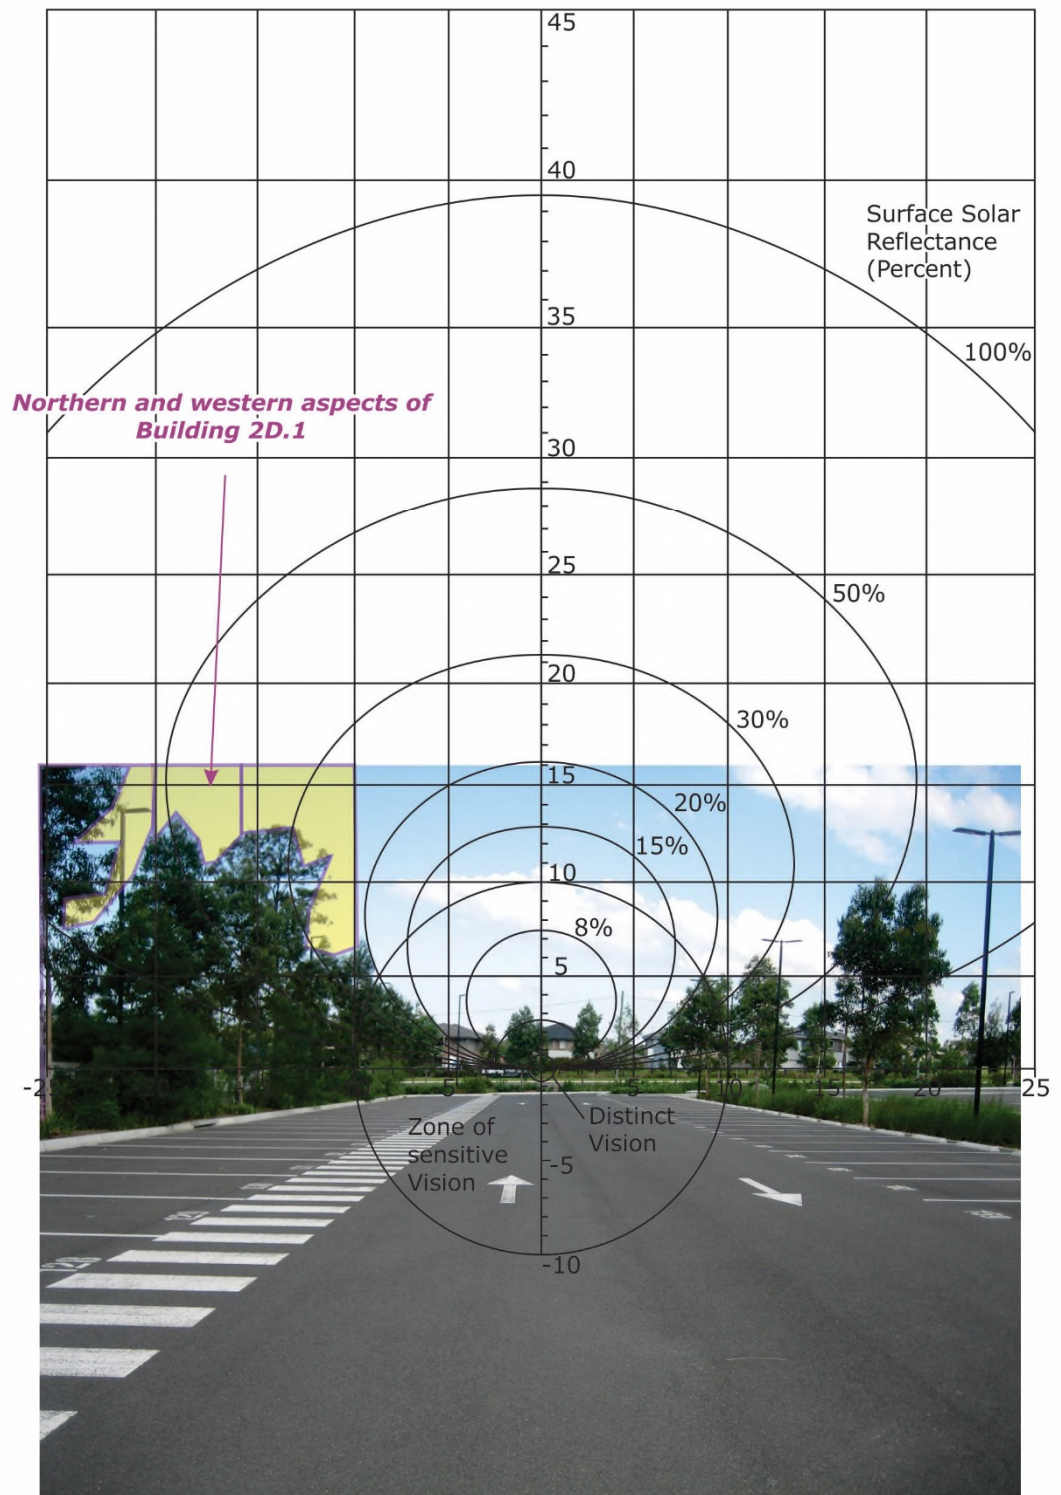 45
40
Surface Solar
Reflectance
(Percent)
35
100%
Northern and western aspects of
Building 2D.1
30
25
50%
20
30%
15
20%
15%
10
8%
5
5
5
10
15
20
25
Distinct
Vision
Zone of
sensitive
Vision
-5
-10